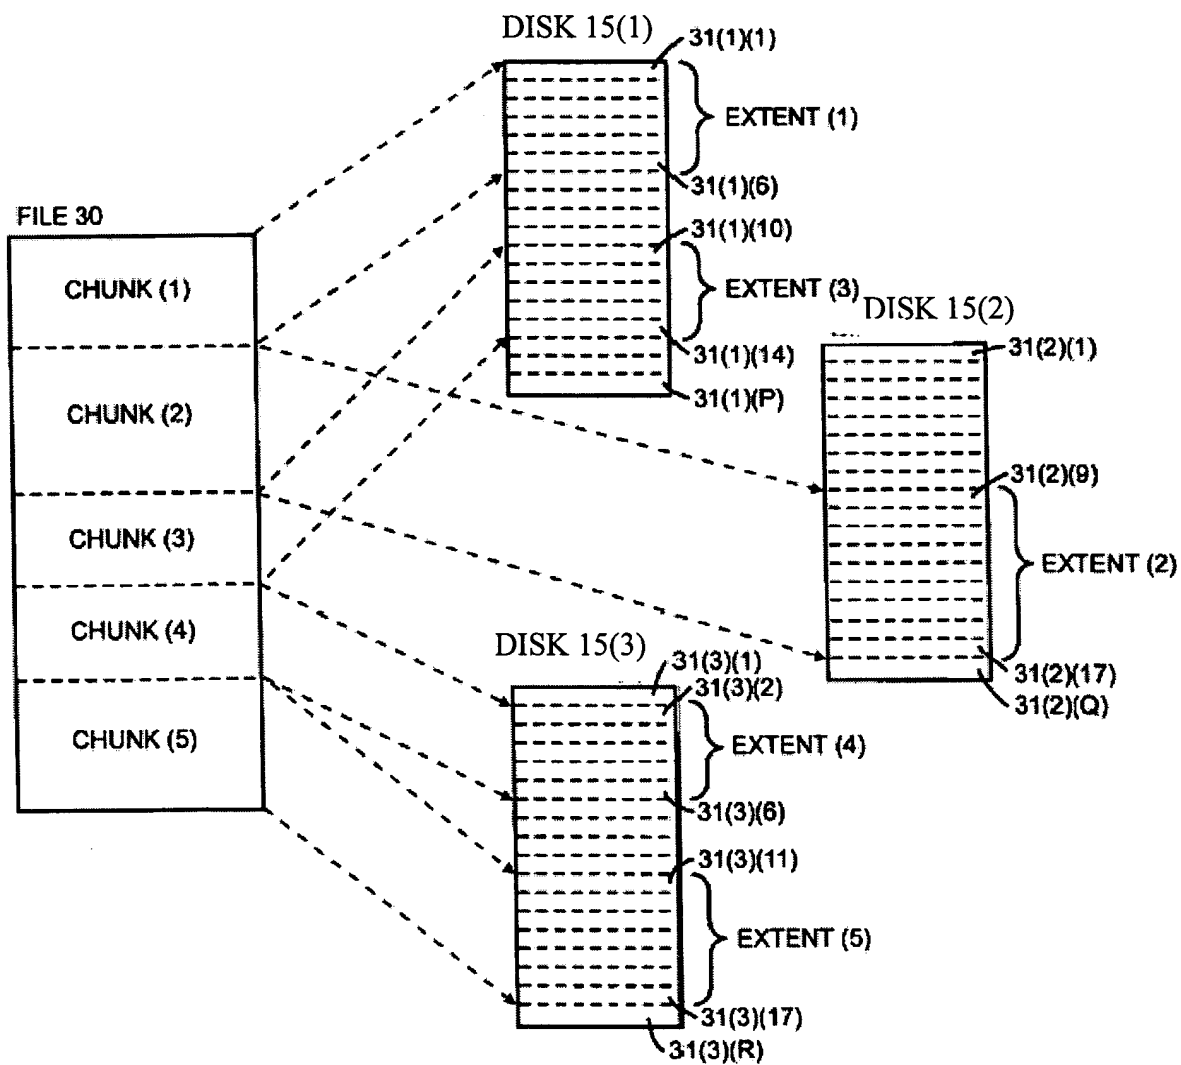 DISK 15(1)
31(1)(1)
EXTENT (1)
31(1)(6)
31(1)(10)
EXTENT (3)
31(1)(14)
31(1)(P)
FILE 30
CHUNK (1)
CHUNK (2)
CHUNK (3)
CHUNK (4)
CHUNK (5)
DISK 15(2)
31(2)(1)
31(2)(9)
EXTENT (2)
31(2)(17)
31(2)(Q)
DISK 15(3)
31(3)(1)
31(3)(2)
EXTENT (4)
31(3)(6)
31(3)(11)
EXTENT (5)
31(3)(17)
31(3)(R)